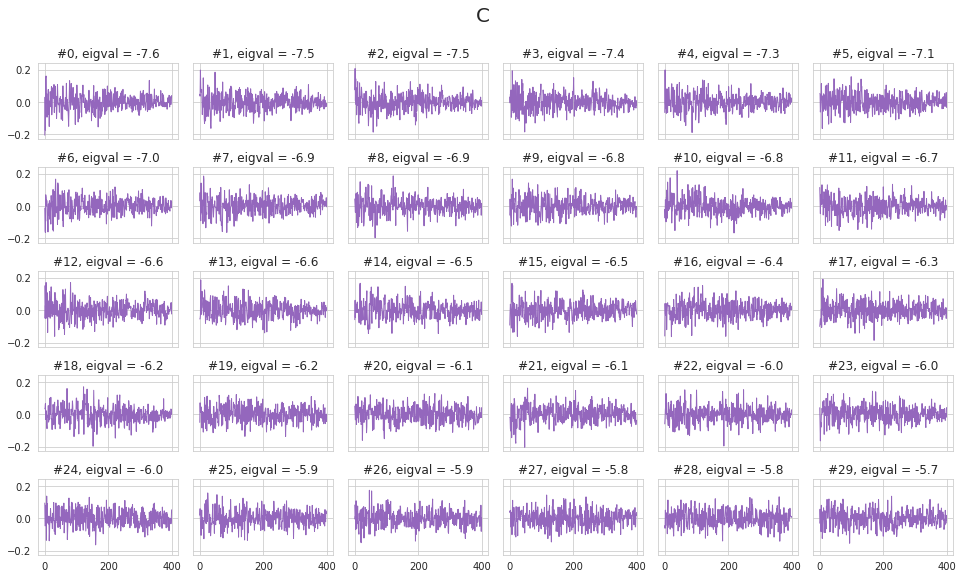 C
#0, eigval = -7.6 #1, eigval = -7.5 #2, eigval = -7.5 #3, eigval = -7.4 #4, eigval = -7.3 #5, eigval = -7.1
0.2
0.0
−0.2
#6, eigval = -7.0 #7, eigval = -6.9 #8, eigval = -6.9 #9, eigval = -6.8 #10, eigval = -6.8 #11, eigval = -6.7
0.2
0.0
−0.2
#12, eigval = -6.6 #13, eigval = -6.6 #14, eigval = -6.5 #15, eigval = -6.5 #16, eigval = -6.4 #17, eigval = -6.3
0.2
0.0
−0.2
#18, eigval = -6.2 #19, eigval = -6.2 #20, eigval = -6.1 #21, eigval = -6.1 #22, eigval = -6.0 #23, eigval = -6.0
0.2
0.0
−0.2
#24, eigval = -6.0 #25, eigval = -5.9 #26, eigval = -5.9 #27, eigval = -5.8 #28, eigval = -5.8 #29, eigval = -5.7
0.2
0.0
−0.2
0 200 400 0 200 400 0 200 400 0 200 400 0 200 400 0 200 400